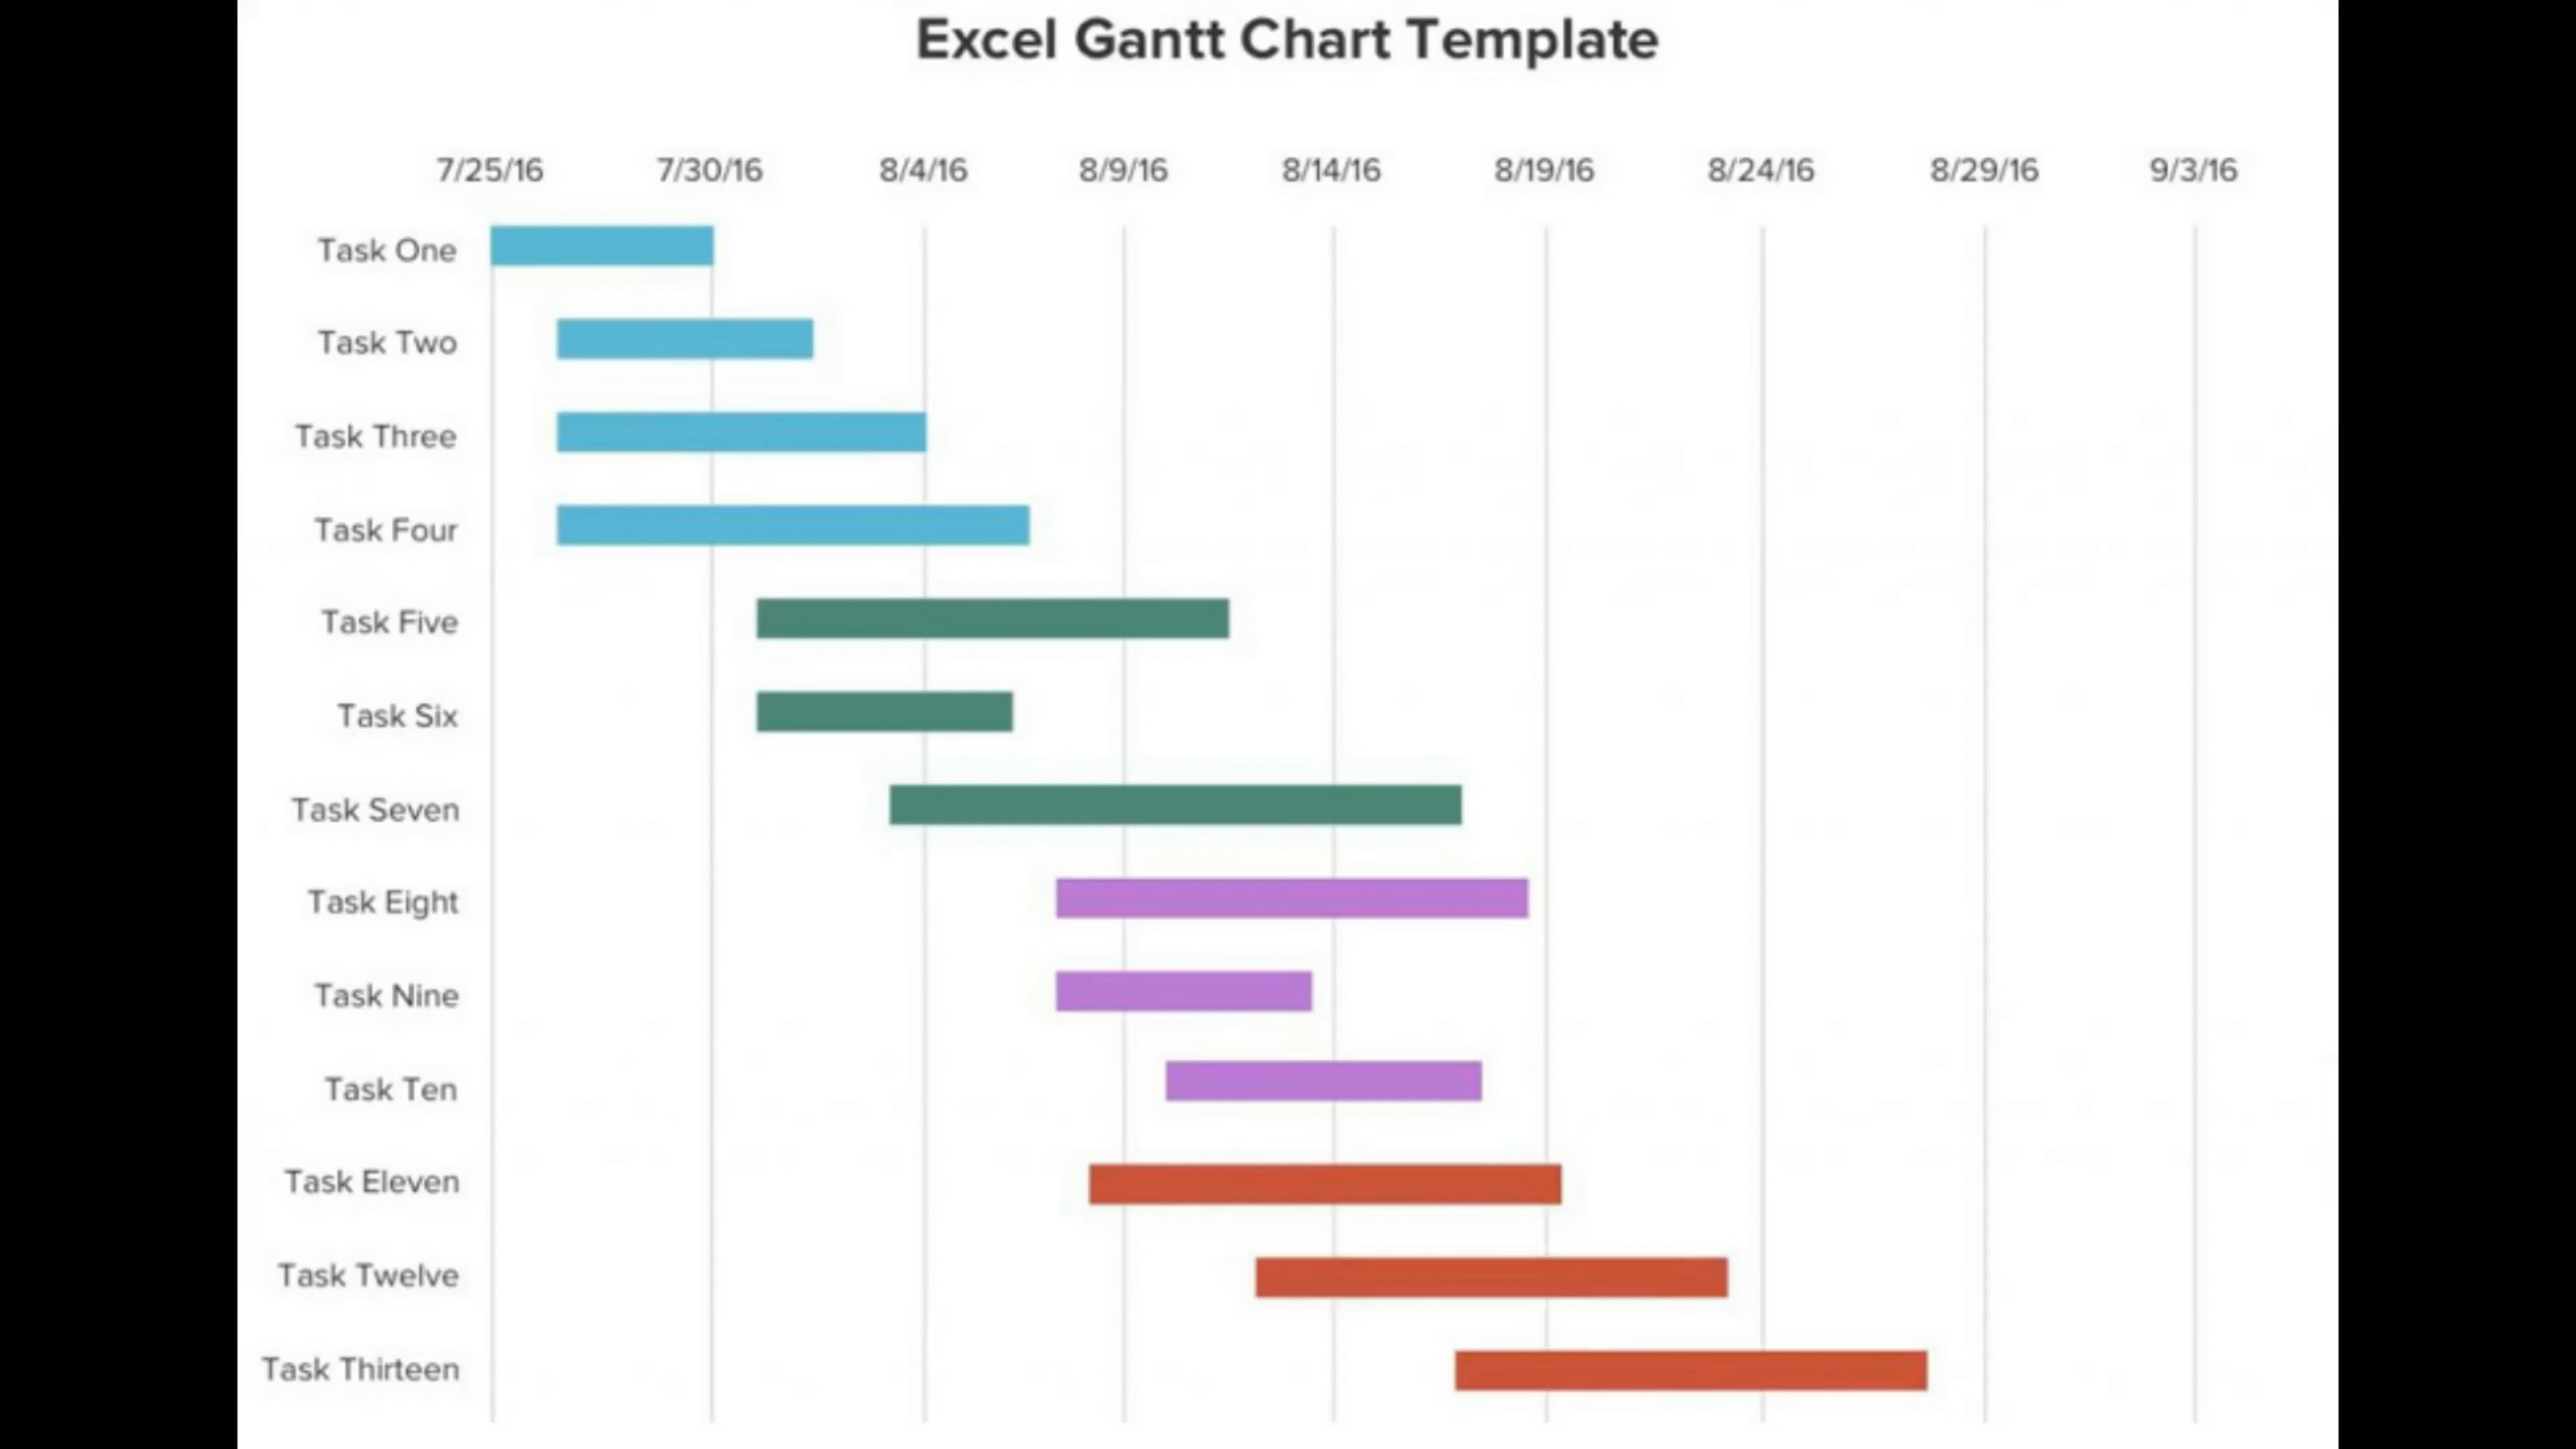 Excel Gantt Chart Template
7/25/16 7/30/16 8/4/16 8/9/16 8/14/16 8/19/16 8/24/16 8/29/16 9/3/16
Task One
Task Two
Task Three
Task Four
Task Five
Task Six
Task Seven
Task Eight
Task Nine
Task Ten
Task Eleven
Task Twelve
Task Thirteen